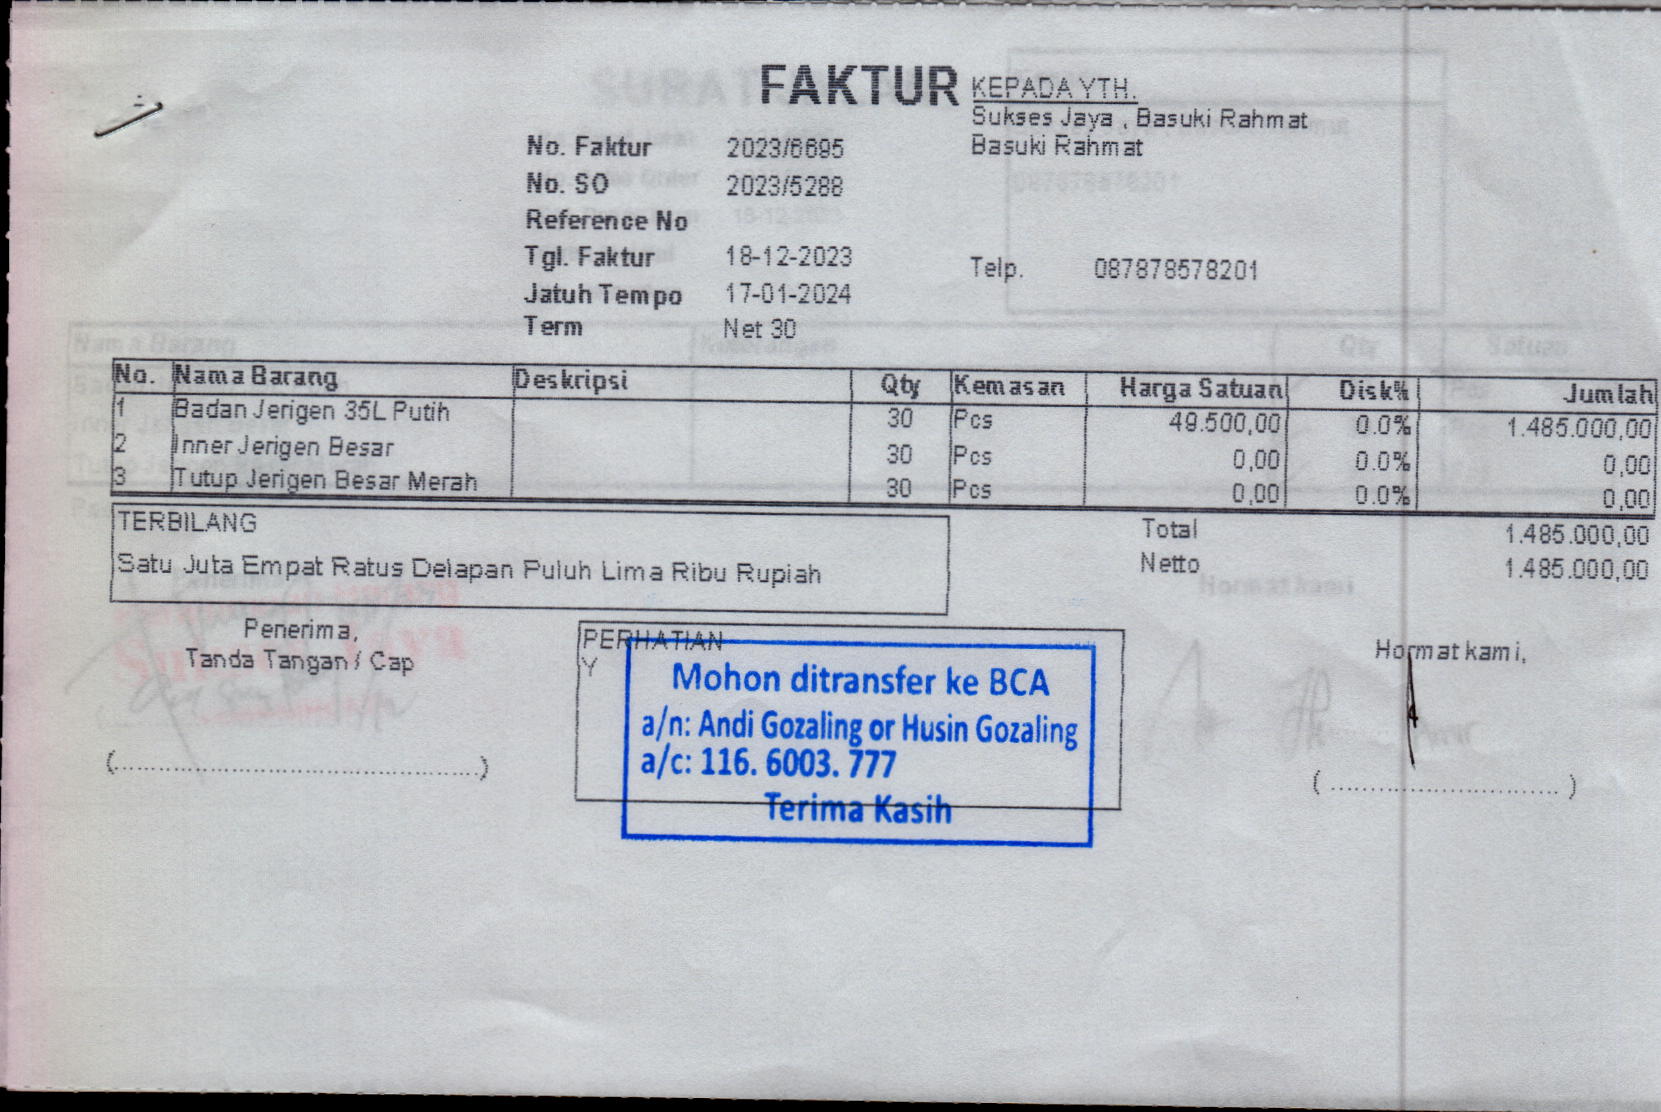 FAKTUR
KEPADA YTH.
Sukses Jaya , Basuki Rahmat
Basuki Rahmat
No. Faktur 2023/6695
No. SO 2023/5288
Reference No
Tgl. Faktur 18-12-2023
Telp. 087878578201
Jatuh Tempo 17-01-2024
Term Net 30
No. Nama Barang Deskripsi Qty Kemasan Harga Satuan Disk% Jumlah
1 Badan Jerigen 35L Putih 30 Pcs 49.500,00 0.0% 1.485.000,00
2 Inner Jerigen Besar 30 Pcs 0,00 0.0% 0,00
3 Tutup Jerigen Besar Merah 30 Pcs 0,00 0.0% 0,00
TERBILANG
Satu Juta Empat Ratus Delapan Puluh Lima Ribu Rupiah
Total 1.485.000,00
Netto 1.485.000,00
Penerima,
Tanda Tangan / Cap
(............................................)
PERHATIAN
Y
Mohon ditransfer ke BCA
a/n: Andi Gozaling or Husin Gozaling
a/c: 116. 6003. 777
Terima Kasih
Hormat kami,
(............................)